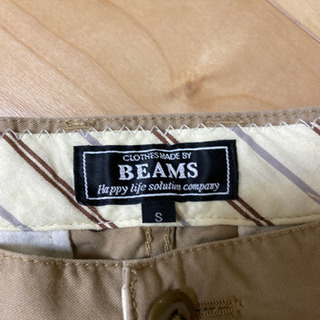 CLOTHES MADE BY
BEAMS
Happy life solution company
S